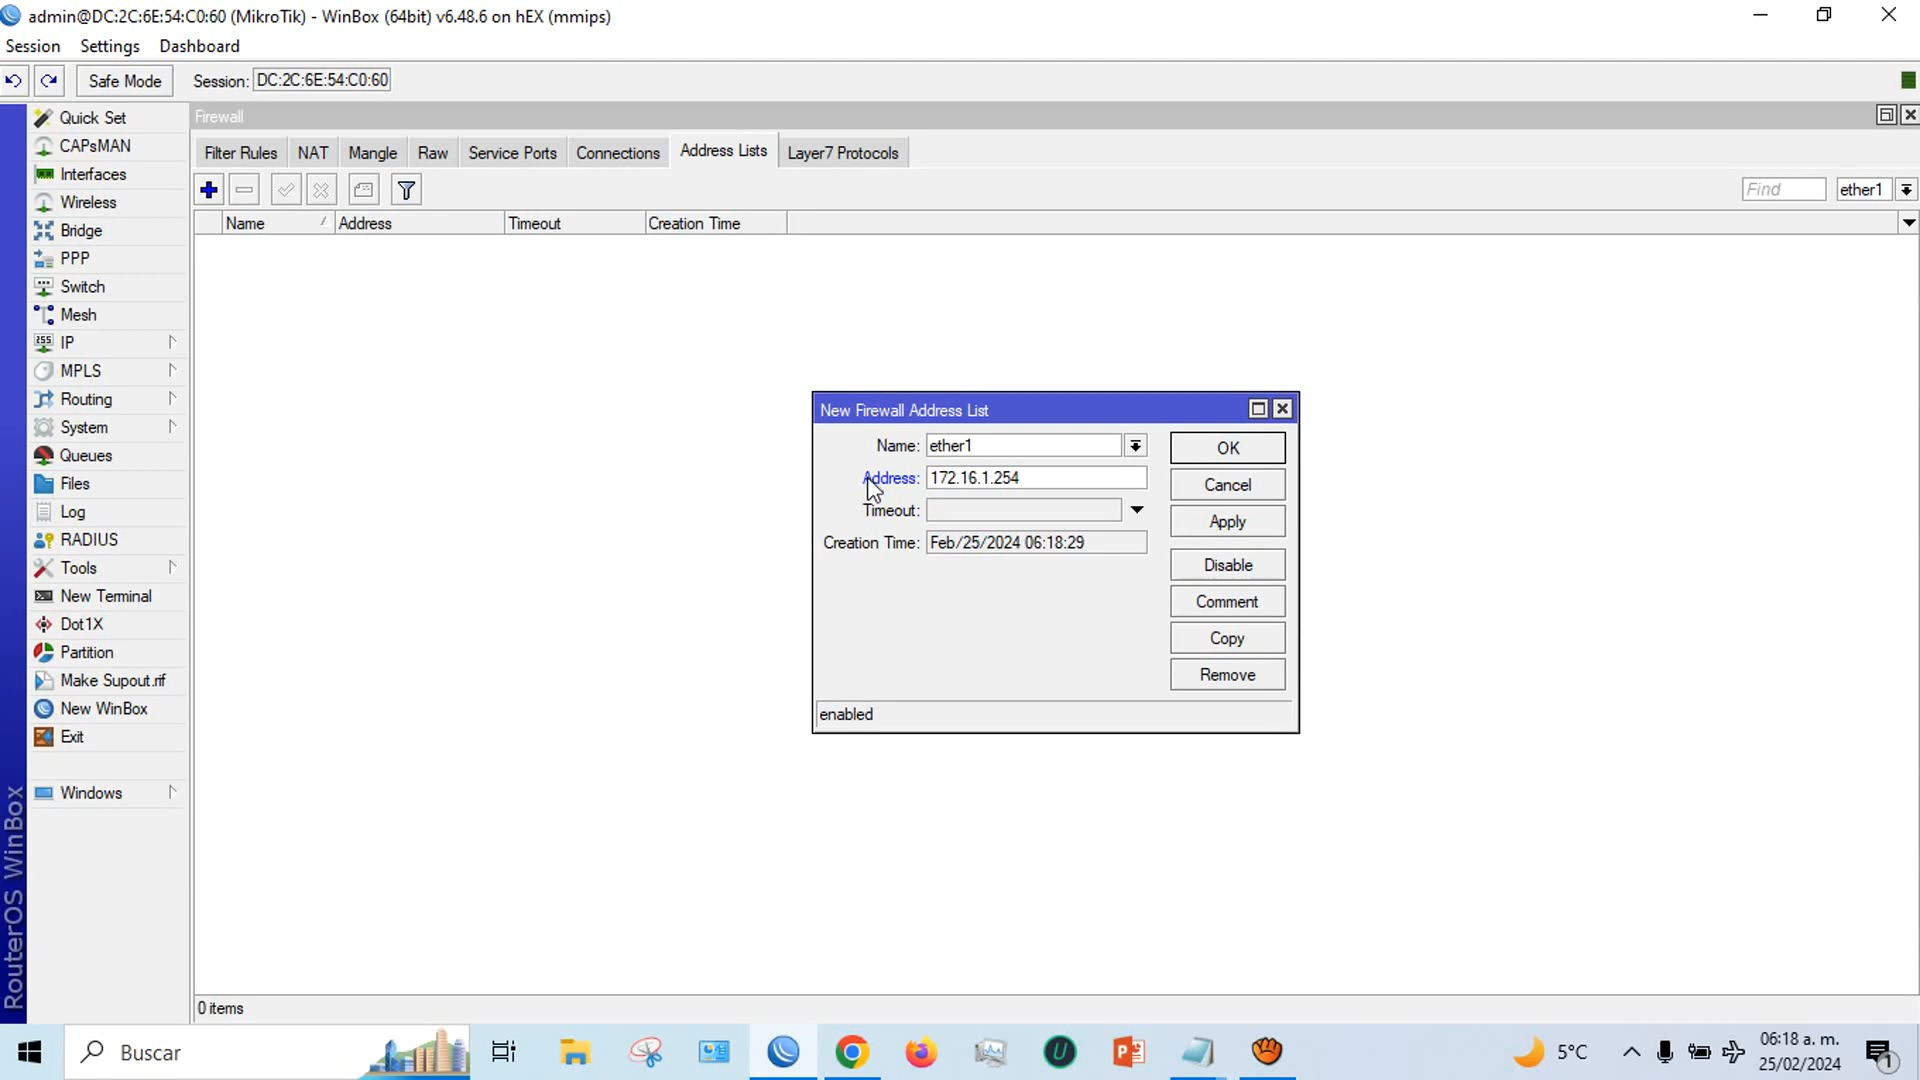 admin@DC:2C:6E:54:C0:60 (MikroTik) - WinBox (64bit) v6.48.6 on hEX (mmips)
Session Settings Dashboard
Safe Mode Session: DC:2C:6E:54:C0:60
Quick Set
CAPsMAN
Interfaces
Wireless
Bridge
PPP
Switch
Mesh
IP
MPLS
Routing
System
Queues
Files
Log
RADIUS
Tools
New Terminal
Dot1X
Partition
Make Supout.rif
New WinBox
Exit
Windows
RouterOS WinBox
Firewall
Filter Rules NAT Mangle Raw Service Ports Connections Address Lists Layer7 Protocols
Find ether1
Name Address Timeout Creation Time
New Firewall Address List
Name: ether1
Address: 172.16.1.254
Timeout:
Creation Time: Feb/25/2024 06:18:29
OK
Cancel
Apply
Disable
Comment
Copy
Remove
enabled
0 items
Buscar
5°C
06:18 a. m.
25/02/2024
1